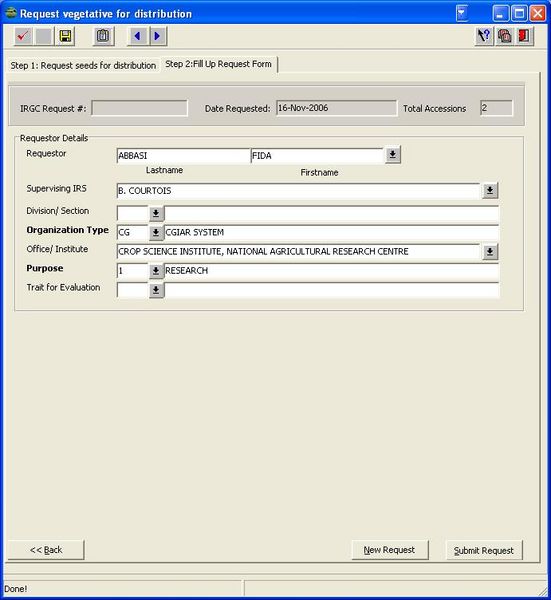 Request vegetative for distribution
Step 1: Request seeds for distribution Step 2:Fill Up Request Form
IRGC Request #: Date Requested: 16-Nov-2006 Total Accessions 2
Requestor Details
Requestor ABBASI FIDA
Lastname Firstname
Supervising IRS B. COURTOIS
Division/ Section
Organization Type CG CGIAR SYSTEM
Office/ Institute CROP SCIENCE INSTITUTE, NATIONAL AGRICULTURAL RESEARCH CENTRE
Purpose 1 RESEARCH
Trait for Evaluation
<< Back New Request Submit Request
Done!